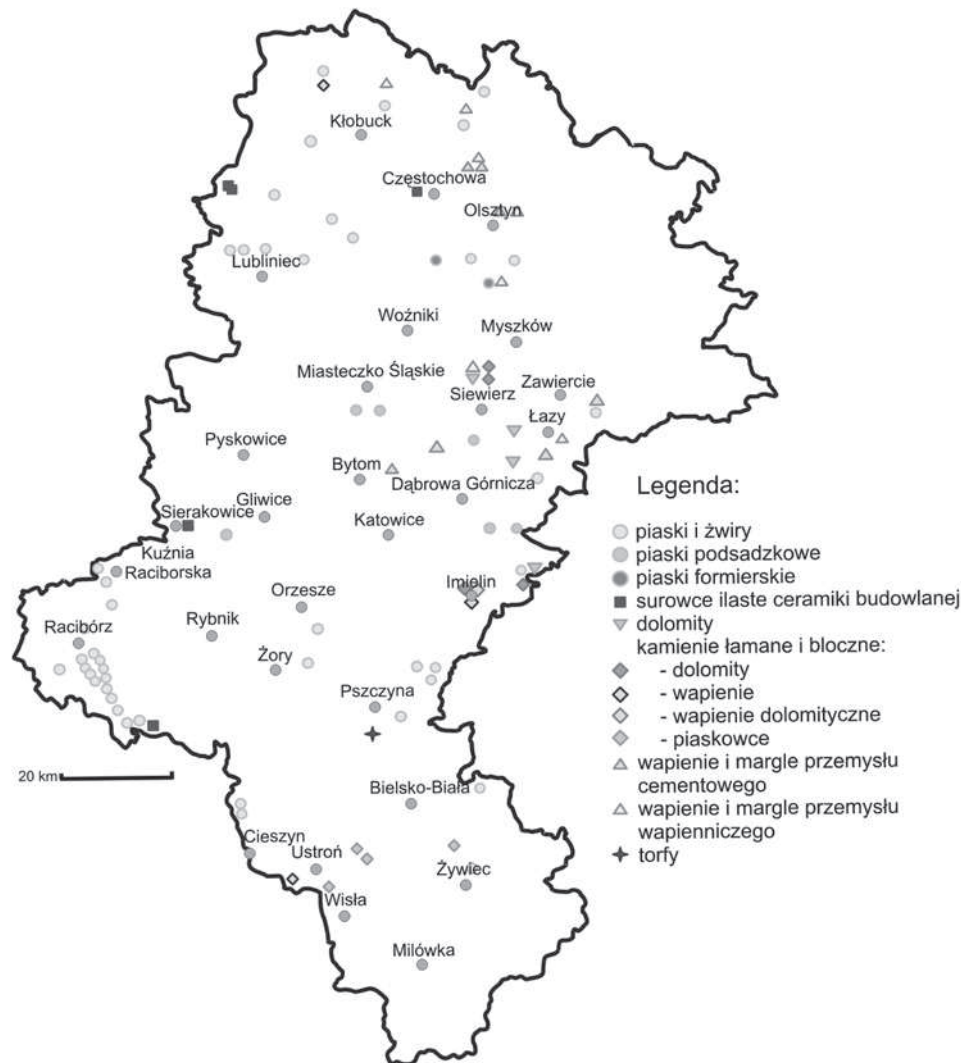 Kłobuck
Częstochowa
Olsztyn
Lubliniec
Woźniki
Myszków
Miasteczko Śląskie
Zawiercie
Siewierz
Łazy
Pyskowice
Bytom
Dąbrowa Górnicza
Gliwice
Sierakowice
Katowice
Kuźnia
Raciborska
Imielin
Orzesze
Rybnik
Racibórz
Żory
Pszczyna
20 km
Bielsko-Biała
Cieszyn
Ustroń
Żywiec
Wisła
Milówka
Legenda:
piaski i żwiry
piaski podsadzkowe
piaski formierskie
surowce ilaste ceramiki budowlanej
dolomity
kamienie łamane i bloczne:
- dolomity
- wapienie
- wapienie dolomityczne
- piaskowce
wapienie i margle przemysłu
cementowego
wapienie i margle przemysłu
wapienniczego
torfy